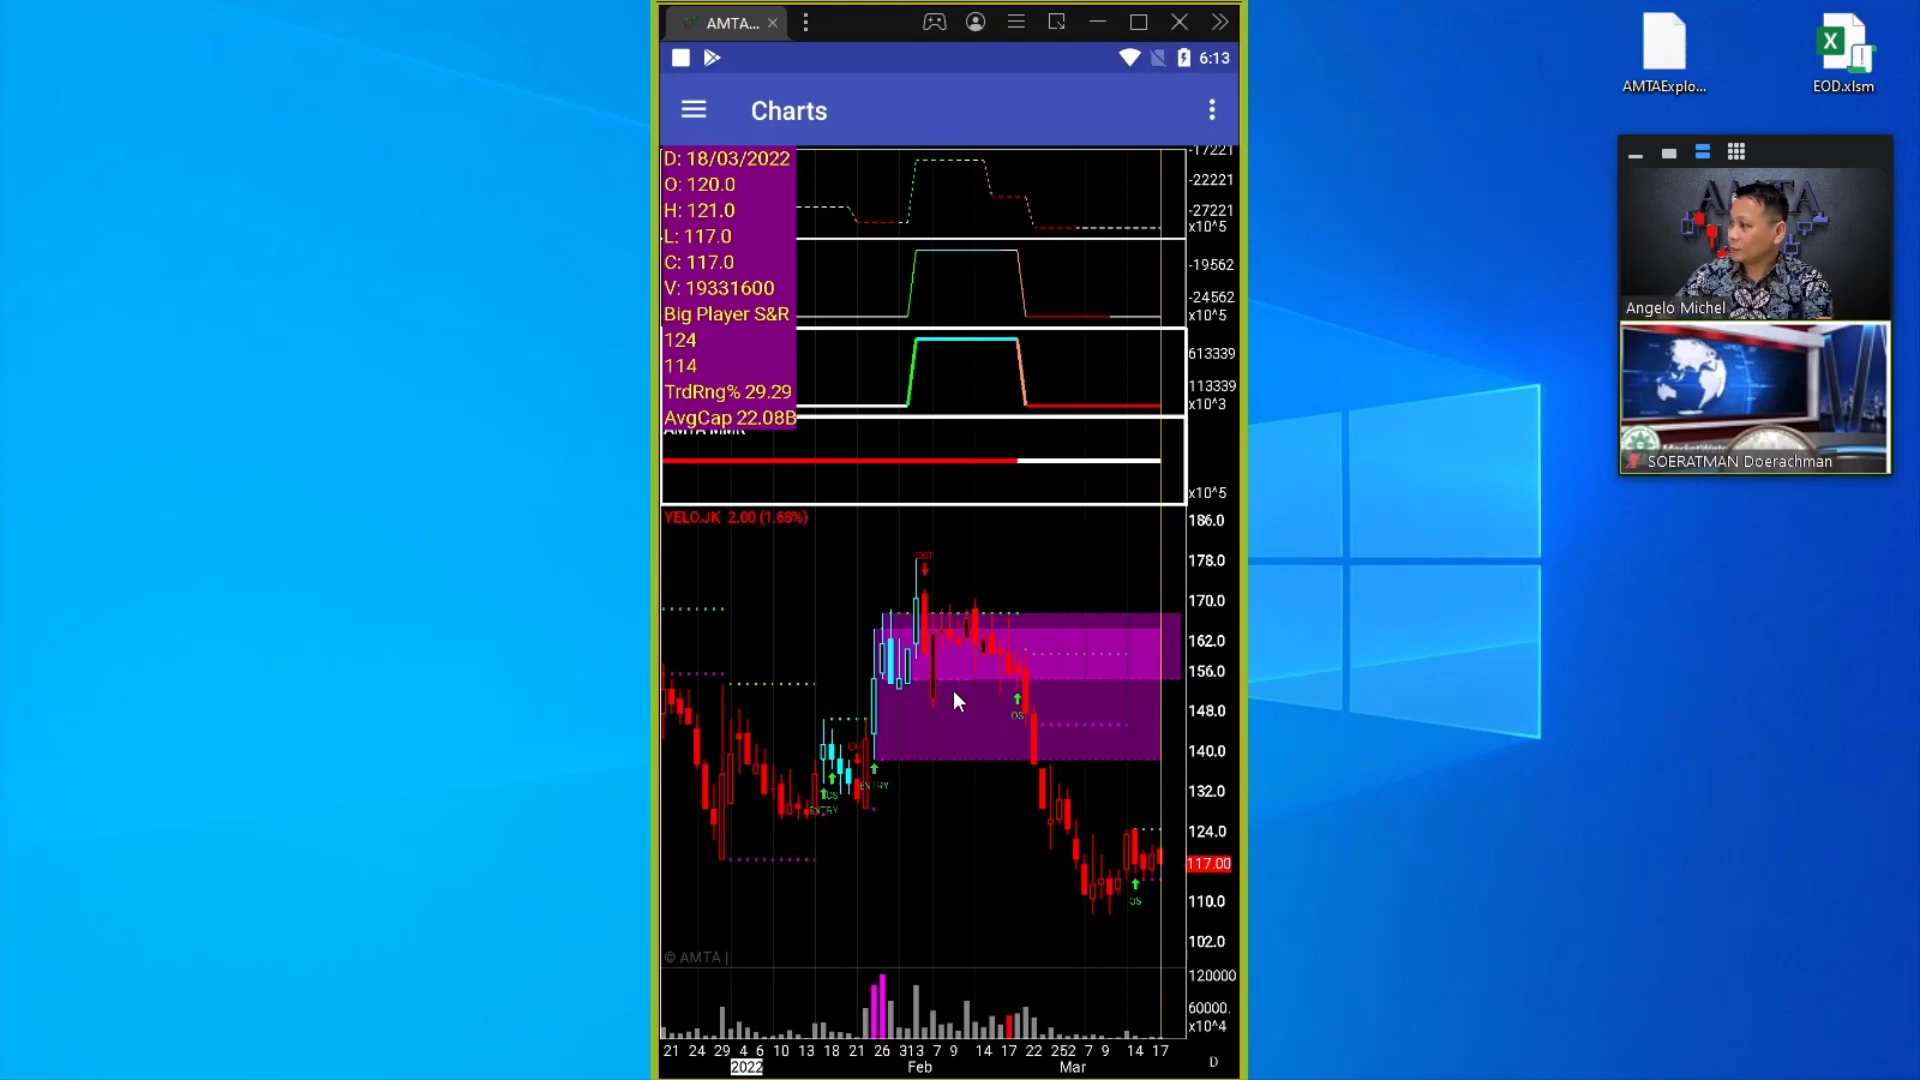 AMTA...
6:13
Charts
D: 18/03/2022
O: 120.0
H: 121.0
L: 117.0
C: 117.0
V: 19331600
Big Player S&R
124
114
TrdRng% 29.29
AvgCap 22.08B
-17221
-22221
-27221
x10^5
-19562
-24562
x10^5
613339
113339
x10^3
x10^5
YELO.JK 2.00 (1.68%)
186.0
178.0
170.0
162.0
156.0
148.0
140.0
132.0
124.0
117.00
110.0
102.0
OS
ENTRY
ENTRY
OS
© AMTA |
120000
60000.
x10^4
21 24 29 4 6 10 13 18 21 26 313 7 9 14 17 22 252 7 9 14 17
2022 Feb Mar
D
AMTAExplo...
EOD.xlsm
AMTA
Angelo Michel
SOERATMAN Doerachman